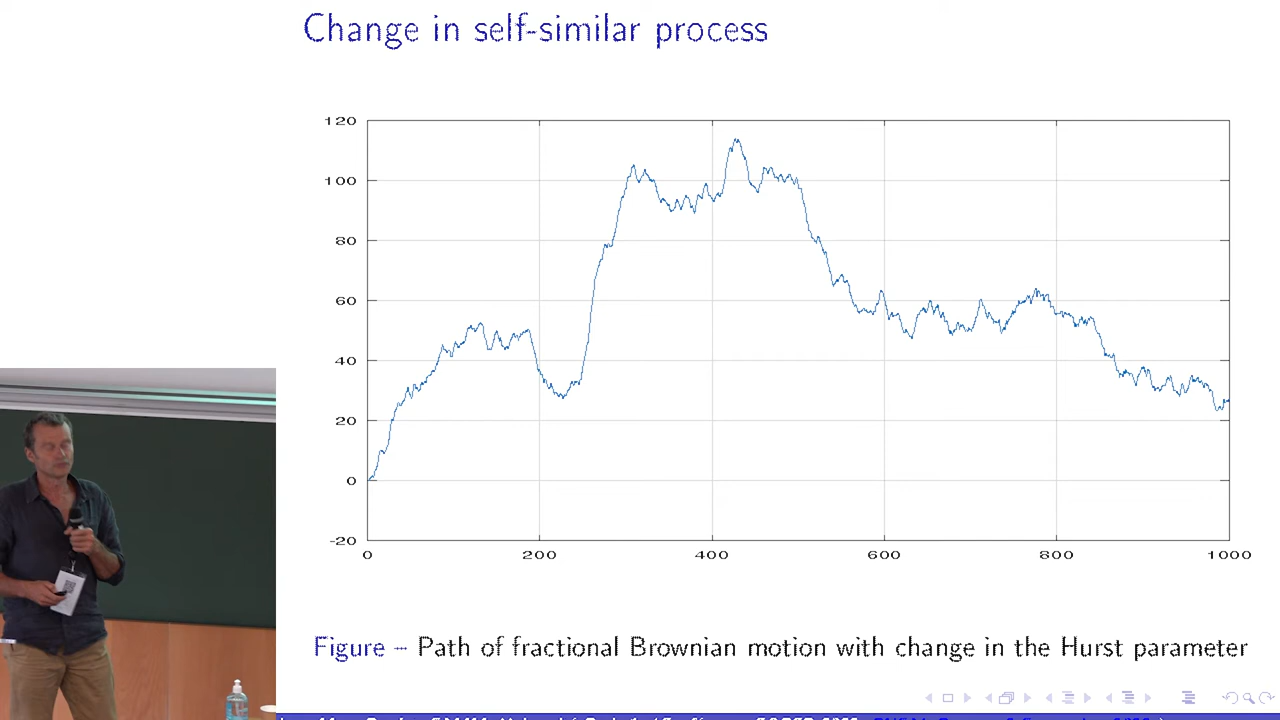 Change in self-similar process
120
100
80
60
40
20
0
-20
0 200 400 600 800 1000
Figure – Path of fractional Brownian motion with change in the Hurst parameter